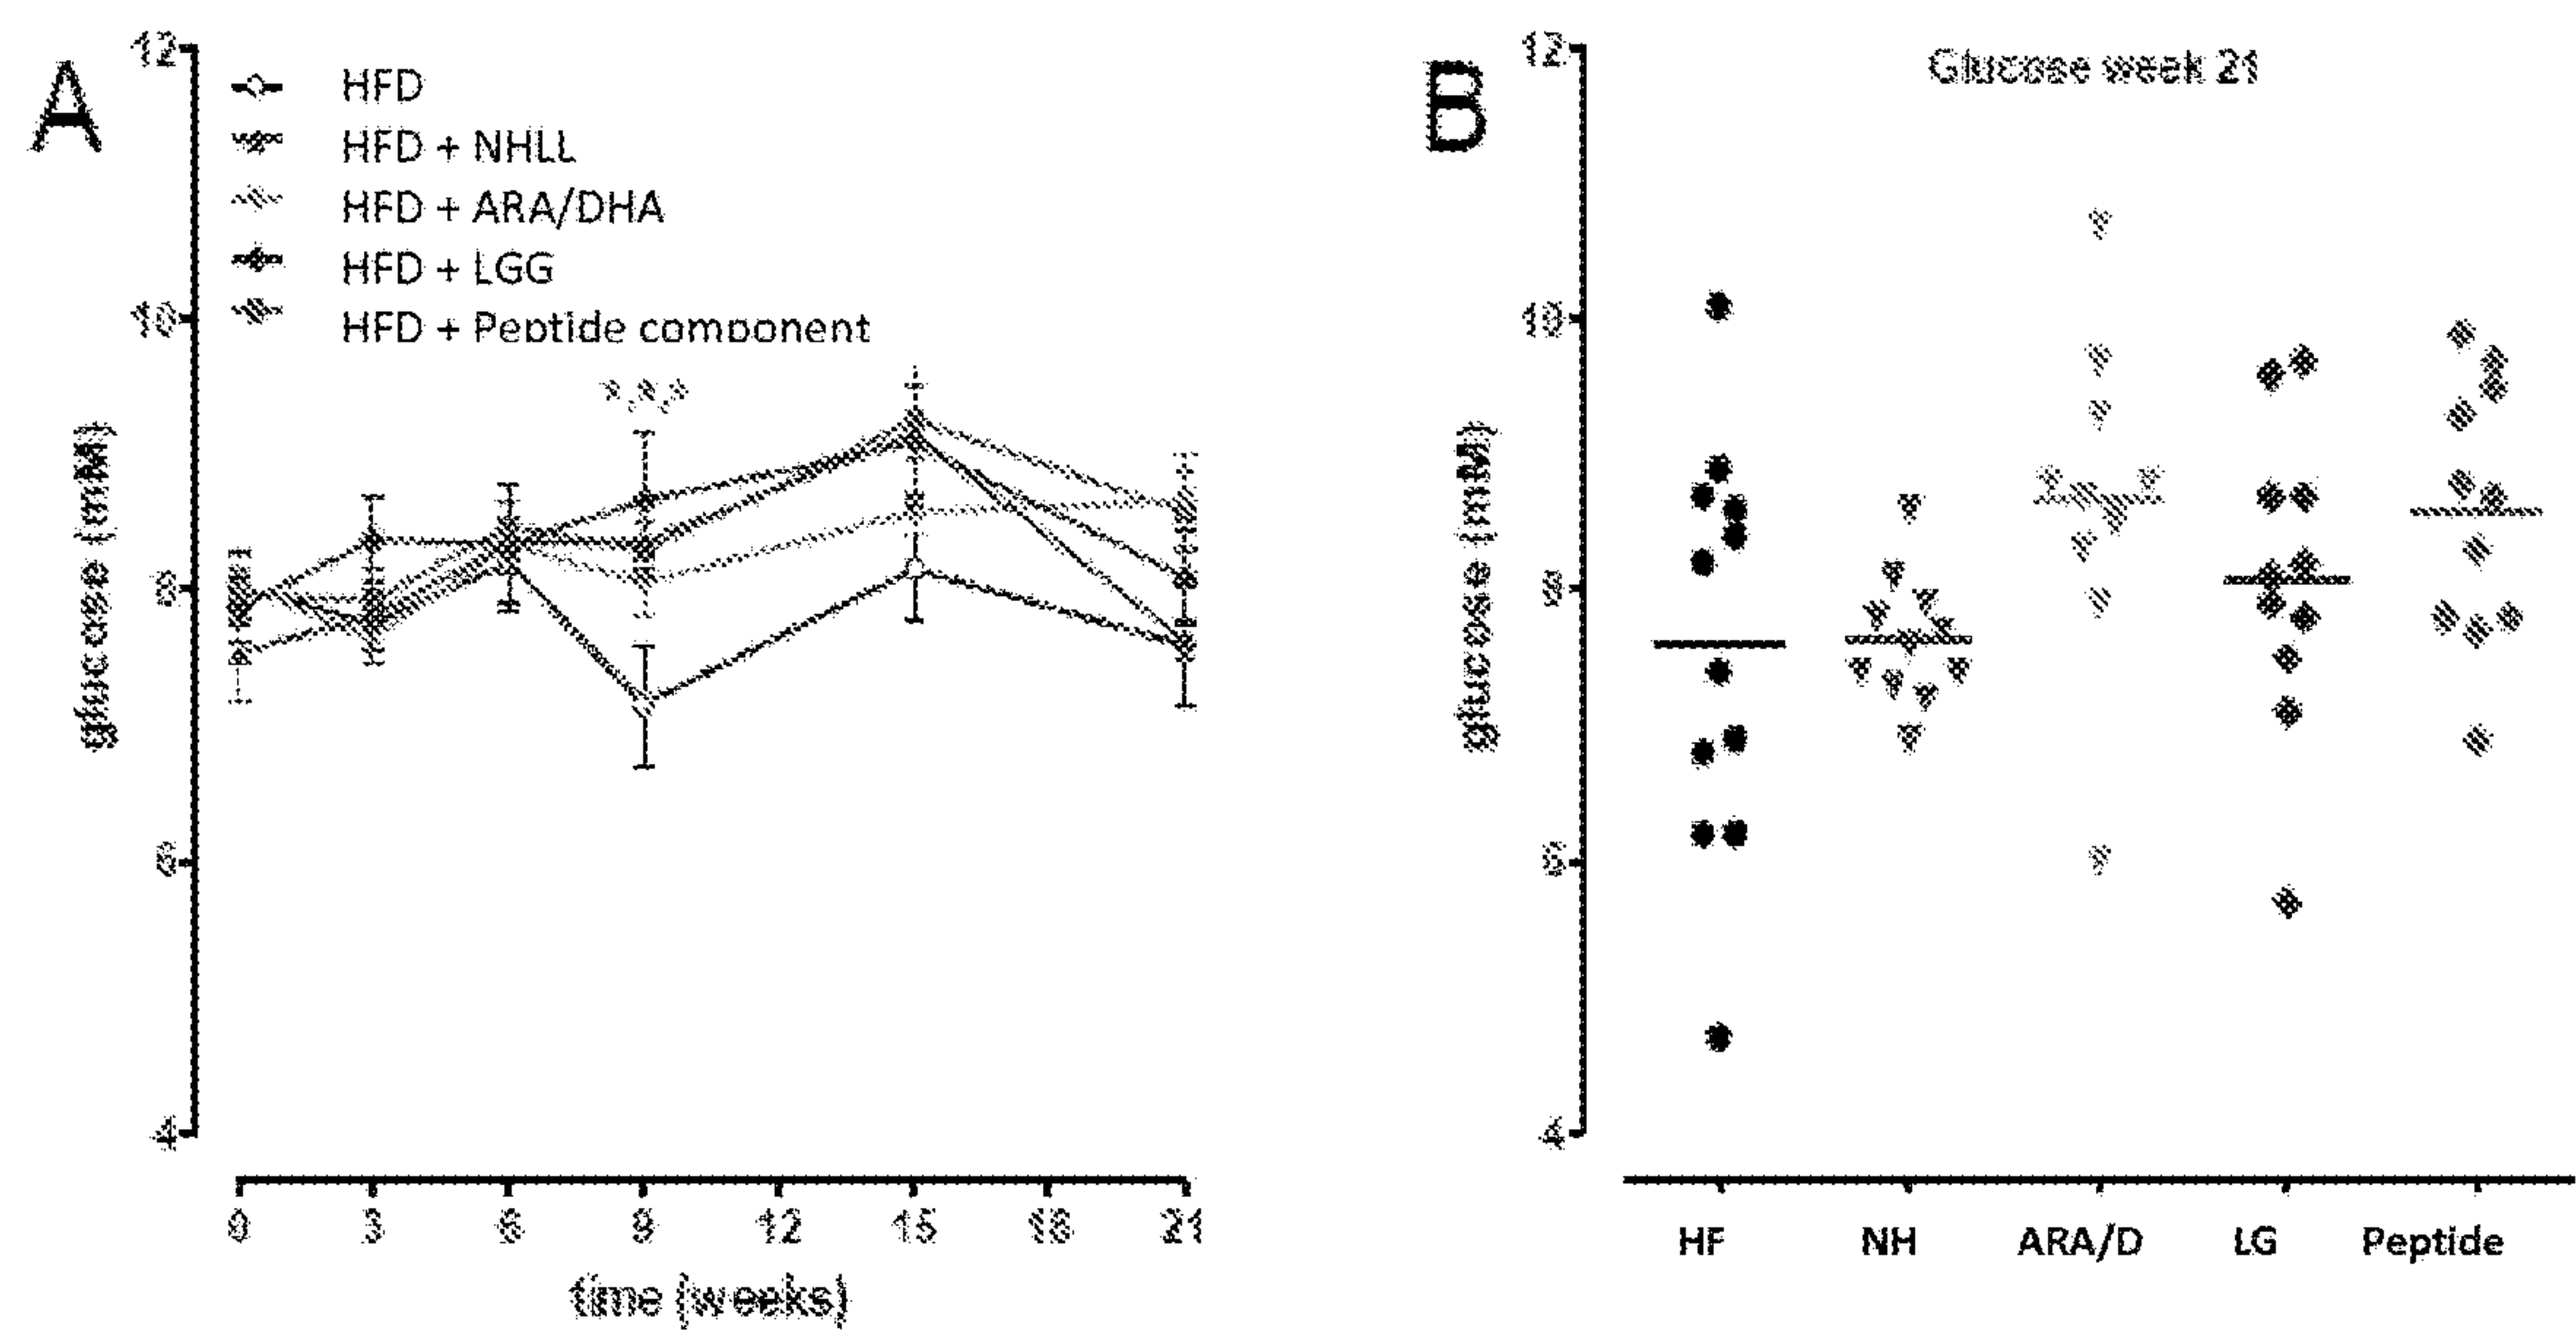 A
12
10
8
6
4
glucose (mM)
HFD
HFD + NHLL
HFD + ARA/DHA
HFD + LGG
HFD + Peptide component
*,*,*
0 3 6 9 12 15 18 21
time (weeks)
B
Glucose week 21
12
10
8
6
4
glucose (mM)
HF NH ARA/D LG Peptide